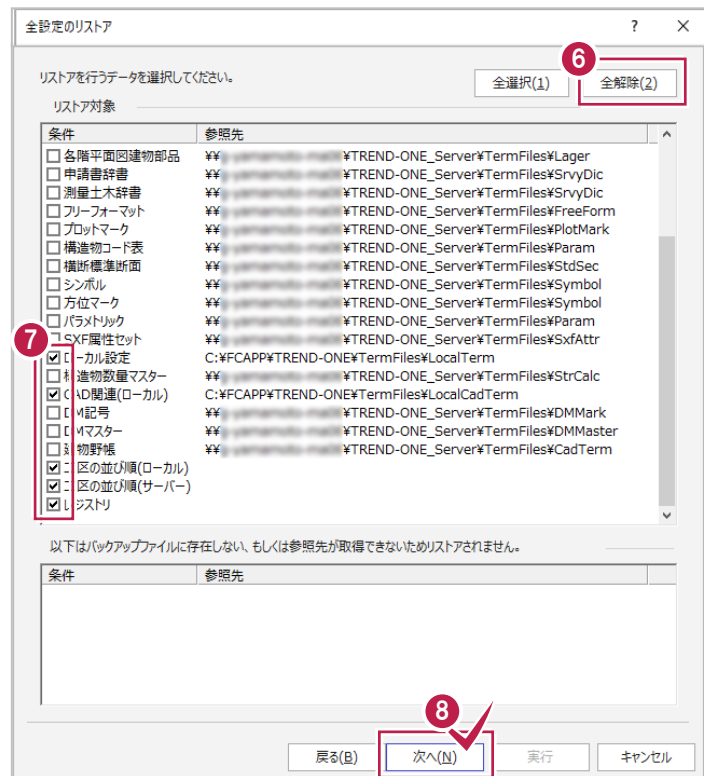 全設定のリストア ? ×
6
リストアを行うデータを選択してください。 全選択(1) 全解除(2)
リストア対象
条件 参照先
各階平面図建物部品 ¥¥ ¥TREND-ONE_Server¥TermFiles¥Lager
申請書辞書 ¥¥ ¥TREND-ONE_Server¥TermFiles¥SrvyDic
測量土木辞書 ¥¥ ¥TREND-ONE_Server¥TermFiles¥SrvyDic
フリーフォーマット ¥¥ ¥TREND-ONE_Server¥TermFiles¥FreeForm
プロットマーク ¥¥ ¥TREND-ONE_Server¥TermFiles¥PlotMark
構造物コード表 ¥¥ ¥TREND-ONE_Server¥TermFiles¥Param
横断標準断面 ¥¥ ¥TREND-ONE_Server¥TermFiles¥StdSec
シンボル ¥¥ ¥TREND-ONE_Server¥TermFiles¥Symbol
方位マーク ¥¥ ¥TREND-ONE_Server¥TermFiles¥Symbol
パラメトリック ¥¥ ¥TREND-ONE_Server¥TermFiles¥Param
7
SXF属性セット ¥¥ ¥TREND-ONE_Server¥TermFiles¥SxfAttr
ローカル設定 C:¥FCAPP¥TREND-ONE¥TermFiles¥LocalTerm
構造物数量マスター ¥¥ ¥TREND-ONE_Server¥TermFiles¥StrCalc
CAD関連(ローカル) C:¥FCAPP¥TREND-ONE¥TermFiles¥LocalCadTerm
DM記号 ¥¥ ¥TREND-ONE_Server¥TermFiles¥DMMark
DMマスター ¥¥ ¥TREND-ONE_Server¥TermFiles¥DMMaster
建物野帳 ¥¥ ¥TREND-ONE_Server¥TermFiles¥CadTerm
工区の並び順(ローカル)
工区の並び順(サーバー)
レジストリ
以下はバックアップファイルに存在しない、もしくは参照先が取得できないためリストアされません。
条件 参照先
8
戻る(B) 次へ(N) 実行 キャンセル